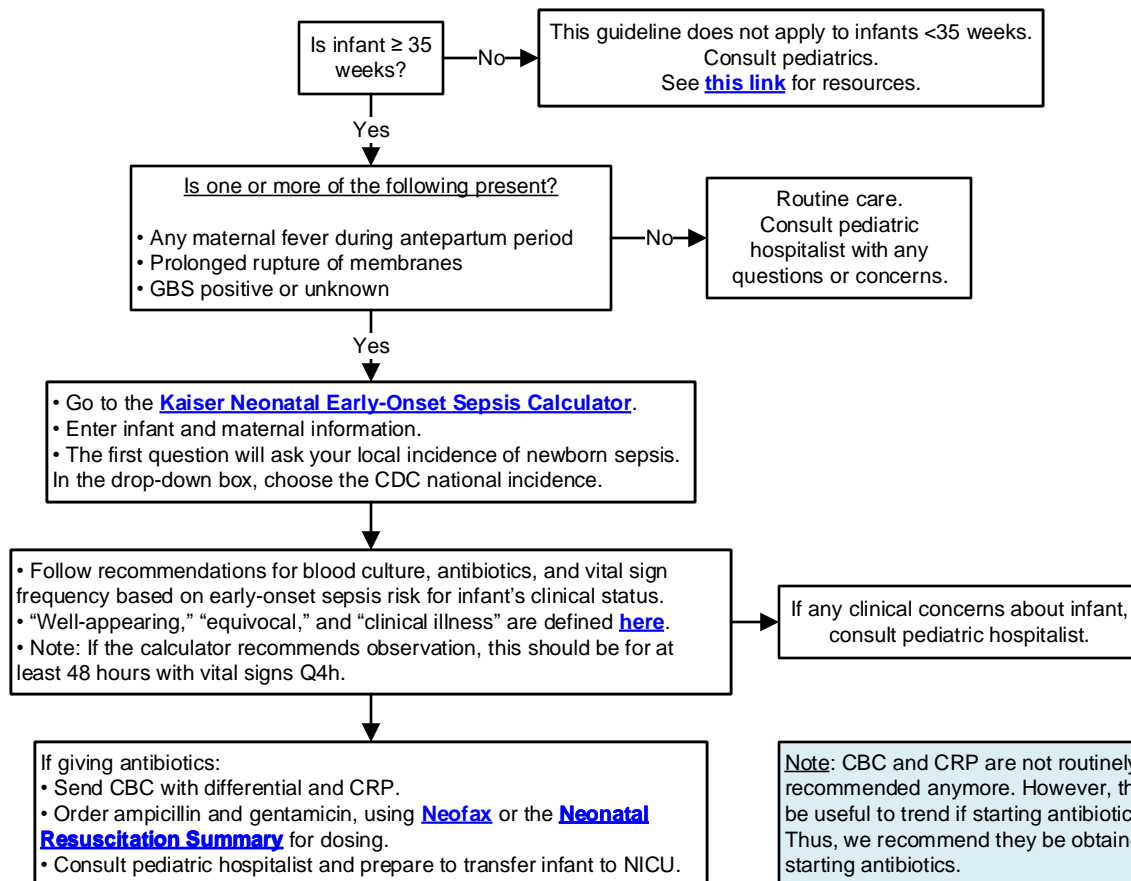 Is infant ≥ 35
weeks?
No
This guideline does not apply to infants <35 weeks.
Consult pediatrics.
See this link for resources.
Yes
Is one or more of the following present?
• Any maternal fever during antepartum period
• Prolonged rupture of membranes
• GBS positive or unknown
No
Routine care.
Consult pediatric
hospitalist with any
questions or concerns.
Yes
• Go to the Kaiser Neonatal Early-Onset Sepsis Calculator.
• Enter infant and maternal information.
• The first question will ask your local incidence of newborn sepsis.
In the drop-down box, choose the CDC national incidence.
• Follow recommendations for blood culture, antibiotics, and vital sign
frequency based on early-onset sepsis risk for infant’s clinical status.
• “Well-appearing,” “equivocal,” and “clinical illness” are defined here.
• Note: If the calculator recommends observation, this should be for at
least 48 hours with vital signs Q4h.
If any clinical concerns about infant,
consult pediatric hospitalist.
If giving antibiotics:
• Send CBC with differential and CRP.
• Order ampicillin and gentamicin, using Neofax or the Neonatal
Resuscitation Summary for dosing.
• Consult pediatric hospitalist and prepare to transfer infant to NICU.
Note: CBC and CRP are not routinely
recommended anymore. However,
be useful to trend if starting
Thus, we recommend they be
starting antibiotics.